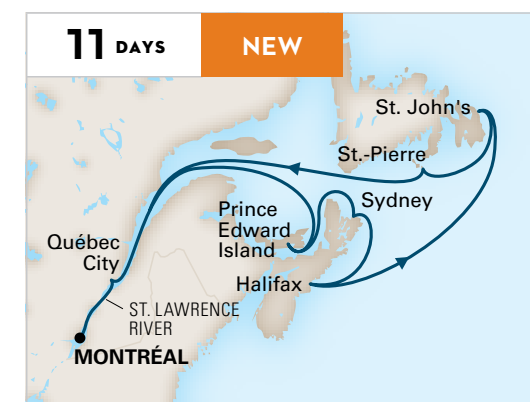 11 DAYS
NEW
St. John's
St.-Pierre
Sydney
Prince
Edward
Island
Québec
City
Halifax
ST. LAWRENCE
RIVER
MONTRÉAL